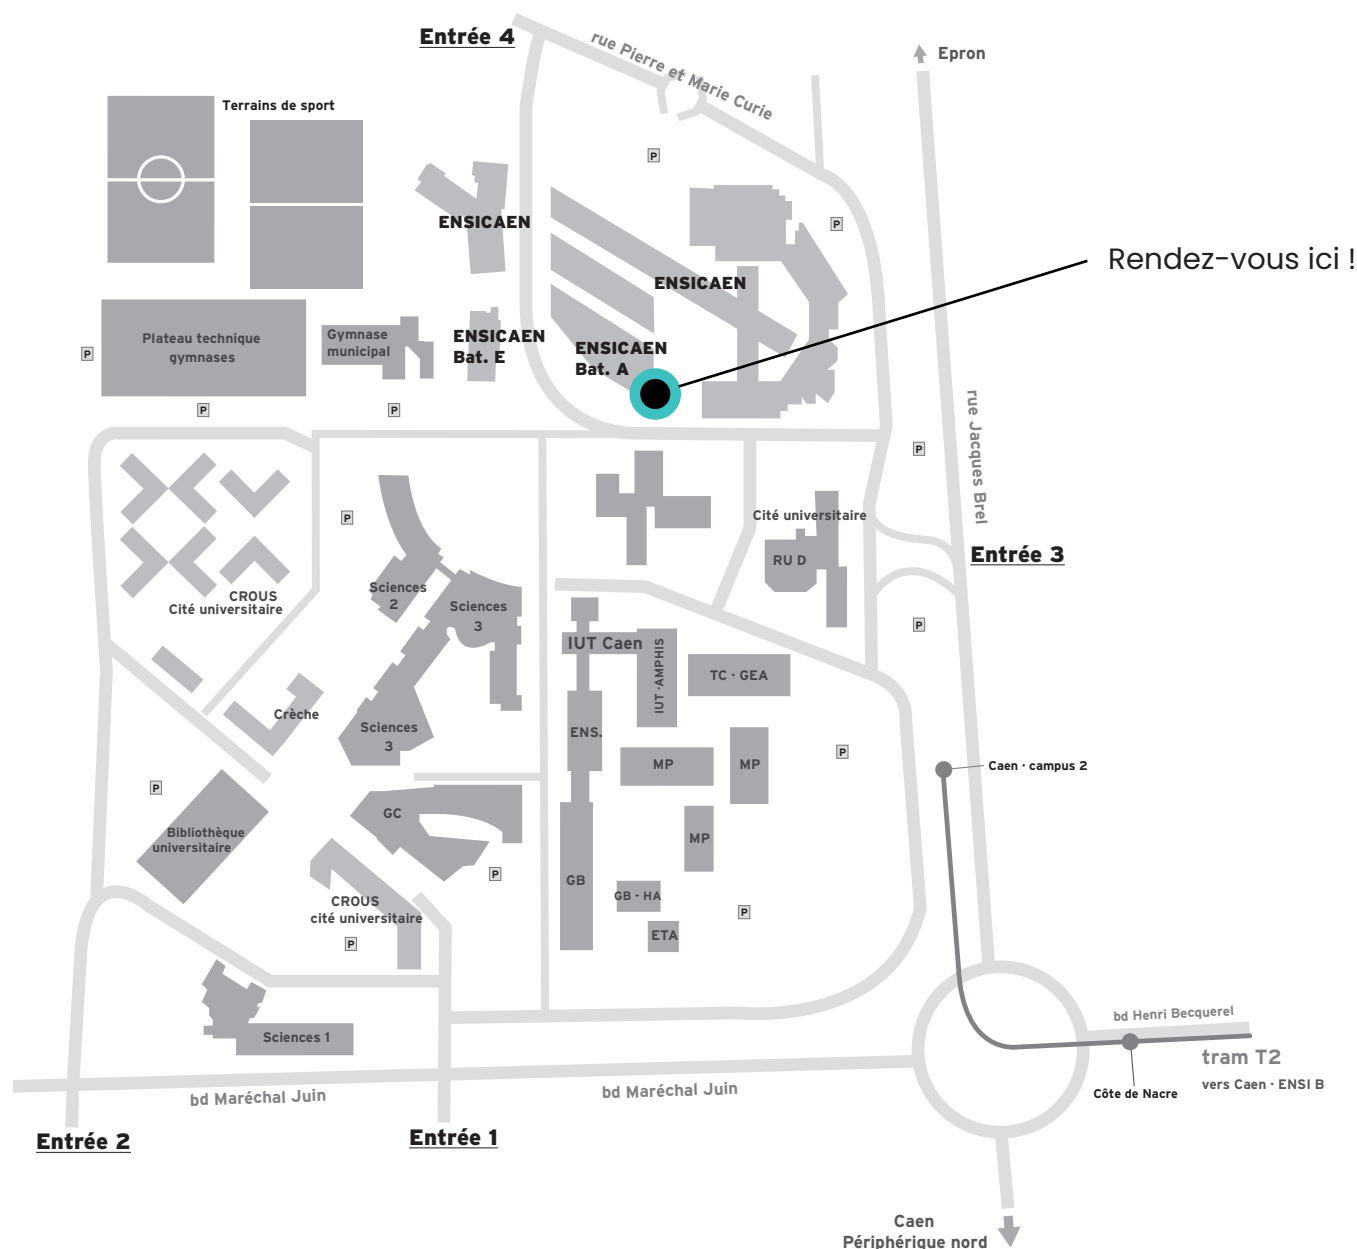 Entrée 4
rue Pierre et Marie Curie
Epron
Terrains de sport
P
P
ENSICAEN
Rendez-vous ici !
ENSICAEN
Plateau technique
gymnases
Gymnase
municipal
ENSICAEN
Bat. E
ENSICAEN
Bat. A
P
P
P
rue Jacques Brel
P
P
Cité universitaire
RU D
Entrée 3
CROUS
Cité universitaire
Sciences
2
Sciences
3
P
IUT Caen
IUT · AMPHIS
TC · GEA
Crèche
Sciences
3
ENS.
MP
MP
P
Caen · campus 2
P
GC
Bibliothèque
universitaire
MP
P
GB
GB - HA
P
ETA
CROUS
cité universitaire
P
Sciences 1
bd Henri Becquerel
tram T2
vers Caen · ENSI B
Côte de Nacre
bd Maréchal Juin
bd Maréchal Juin
Entrée 2
Entrée 1
Caen
Périphérique nord